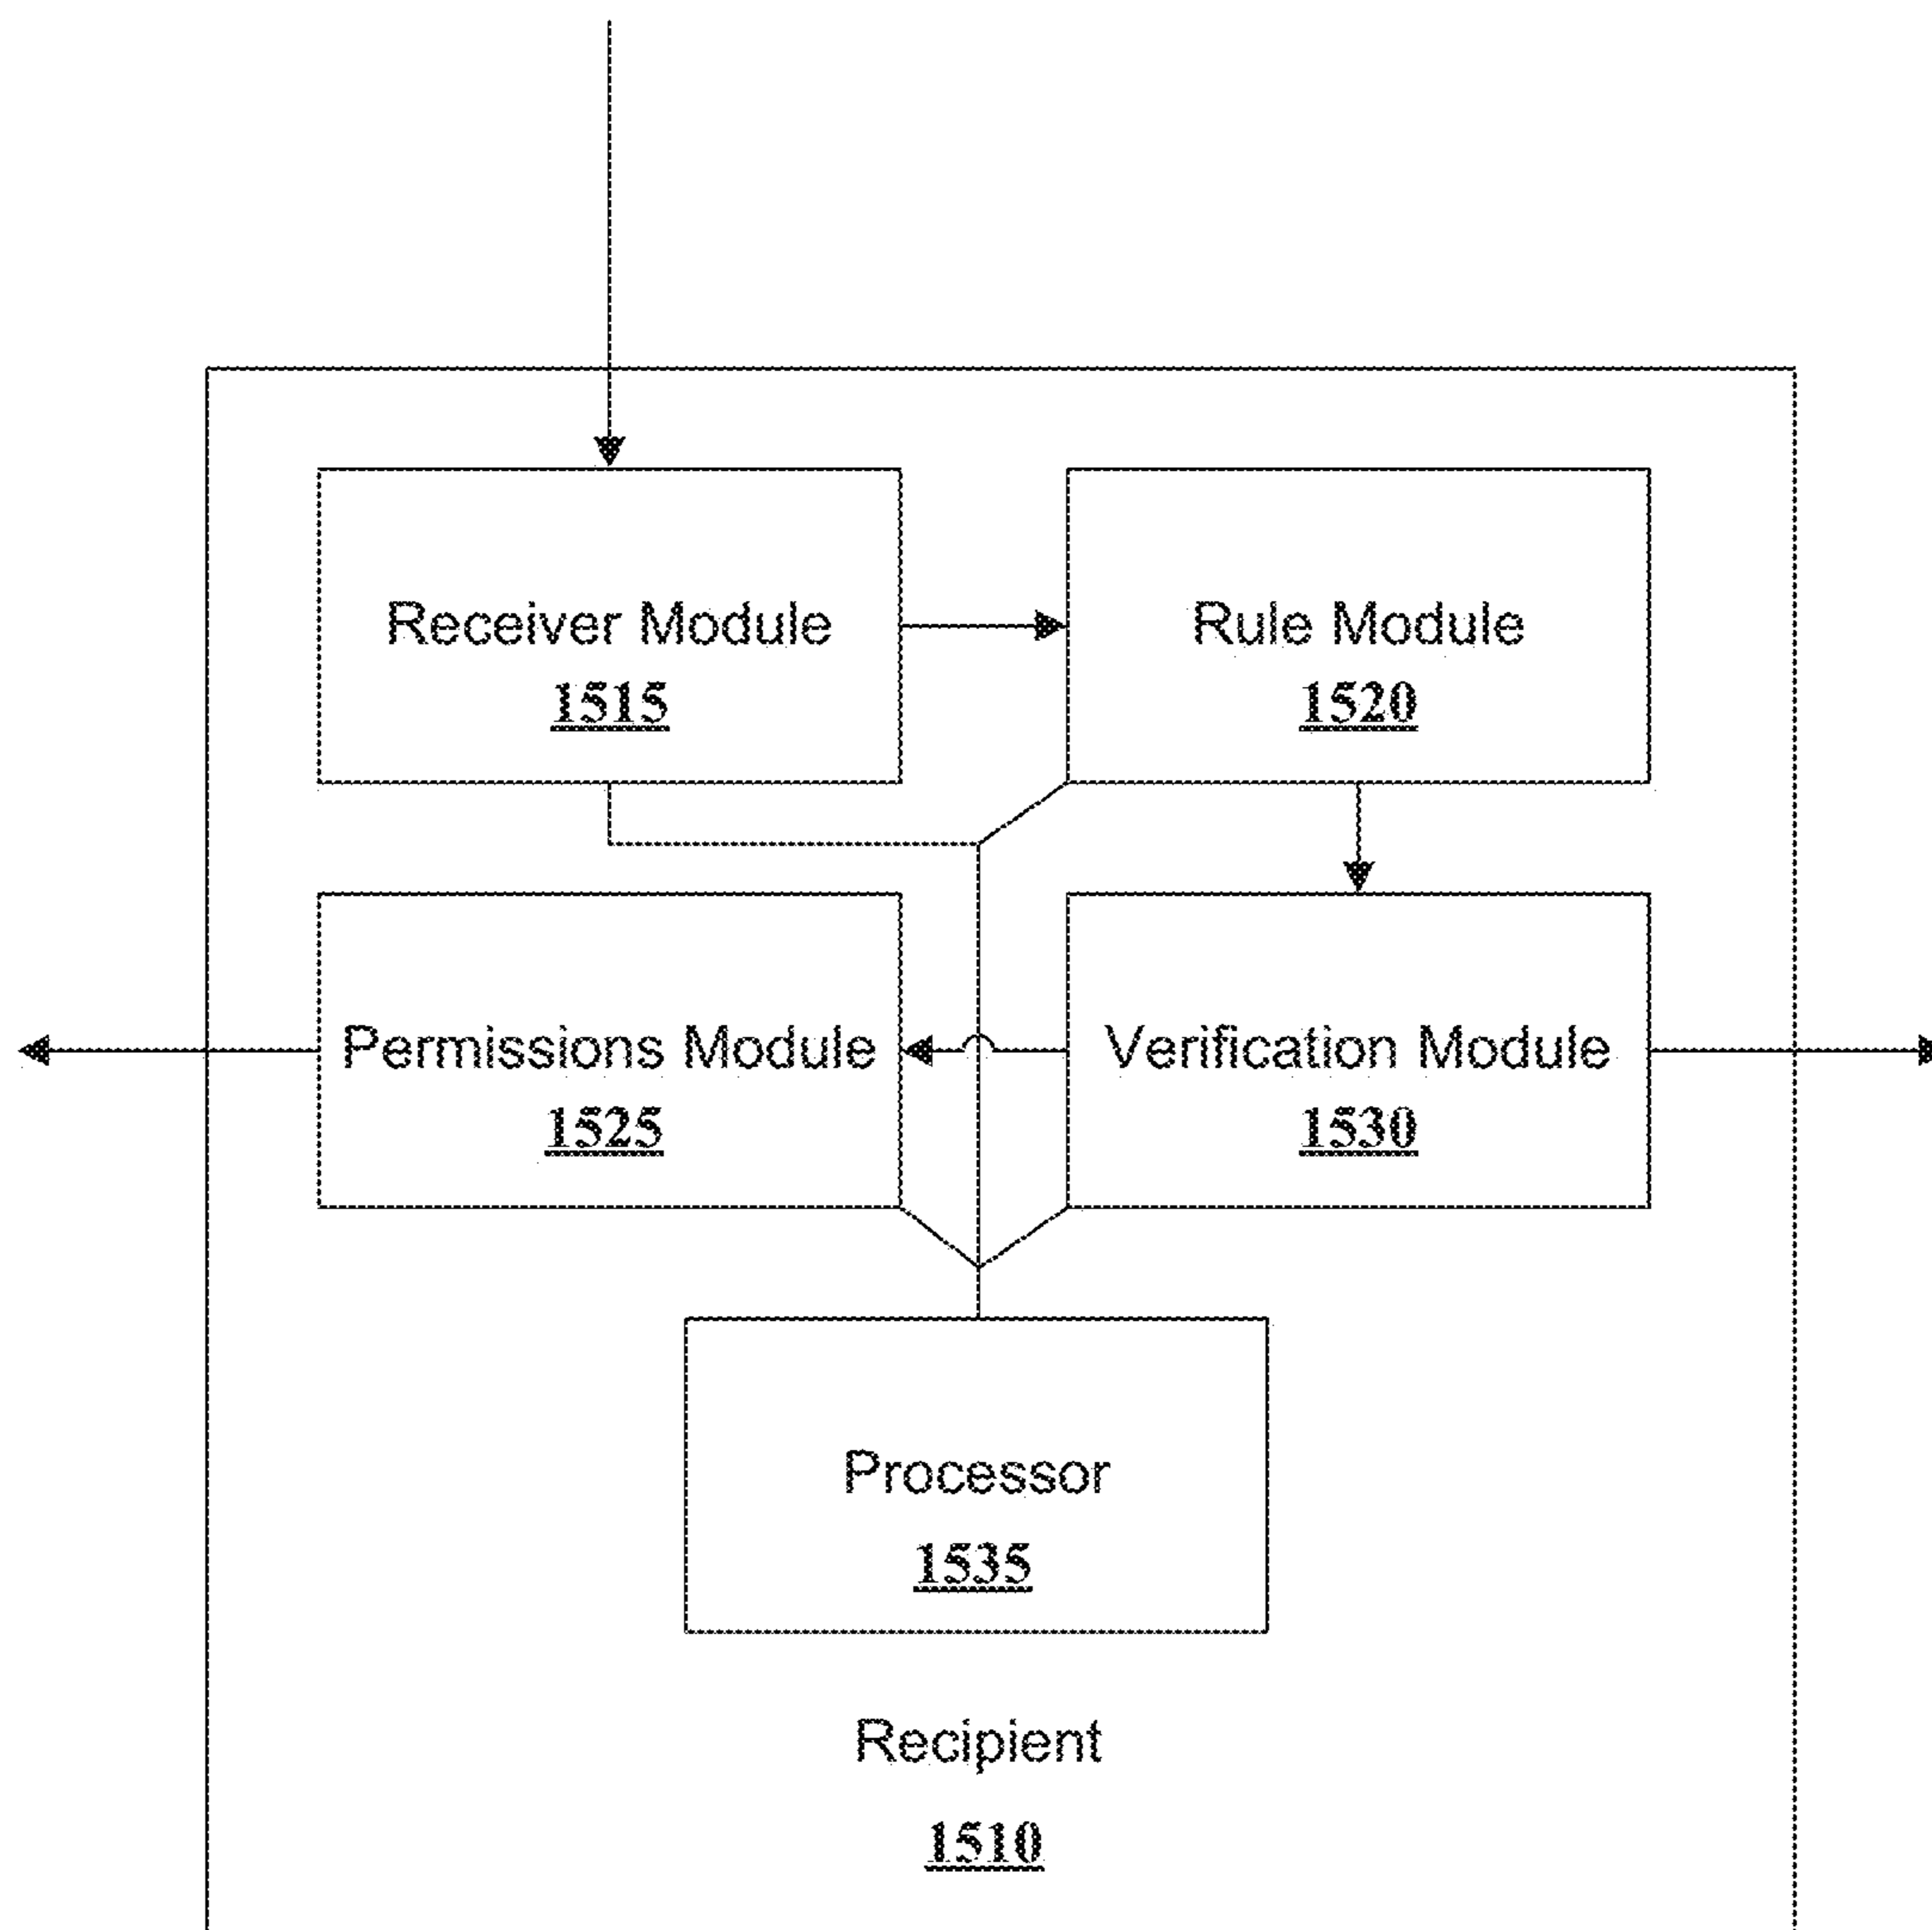 Receiver Module
1515
Rule Module
1520
Permissions Module
1525
Verification Module
1530
Processor
1535
Recipient
1510